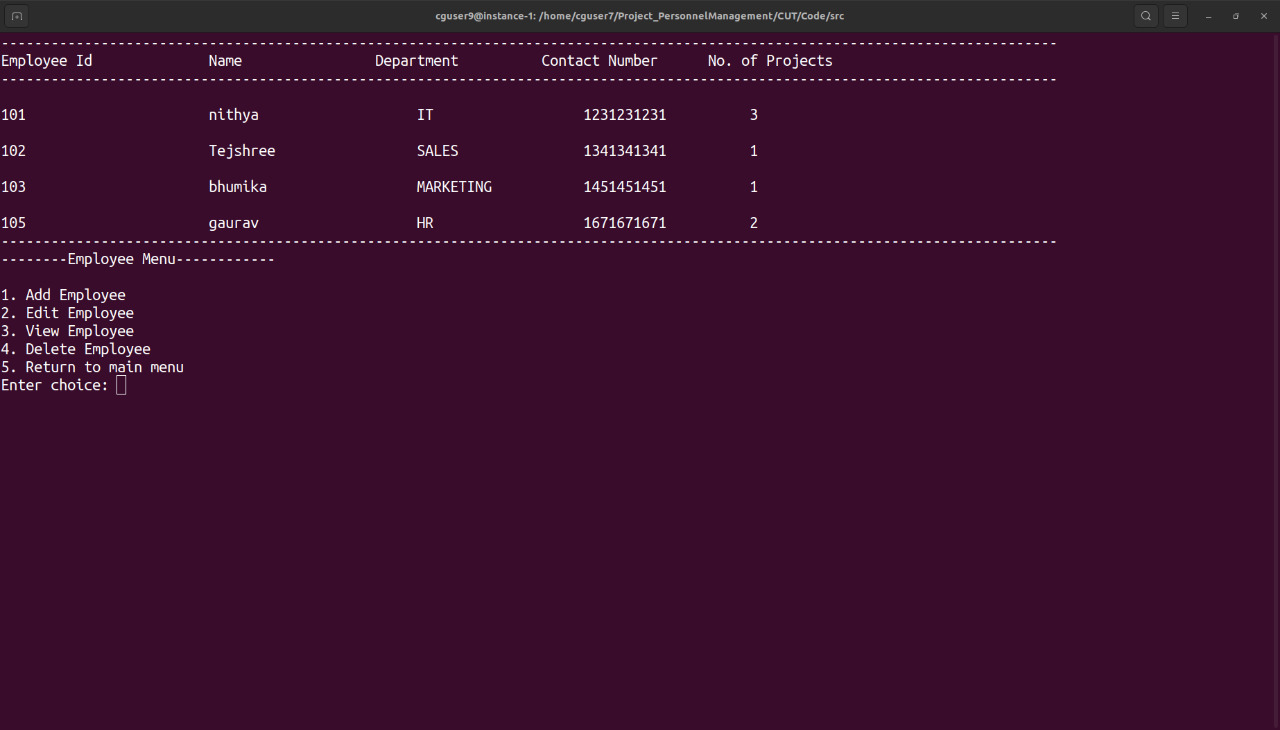 cguser9@instance-1: /home/cguser7/Project_PersonnelManagement/CUT/Code/src
-------------------------------------------------------------------------------------------------------------------------------
Employee Id              Name                Department          Contact Number      No. of Projects
-------------------------------------------------------------------------------------------------------------------------------
101                      nithya                   IT                  1231231231          3
102                      Tejshree                 SALES               1341341341          1
103                      bhumika                  MARKETING           1451451451          1
105                      gaurav                   HR                  1671671671          2
-------------------------------------------------------------------------------------------------------------------------------
--------Employee Menu------------
1. Add Employee
2. Edit Employee
3. View Employee
4. Delete Employee
5. Return to main menu
Enter choice: